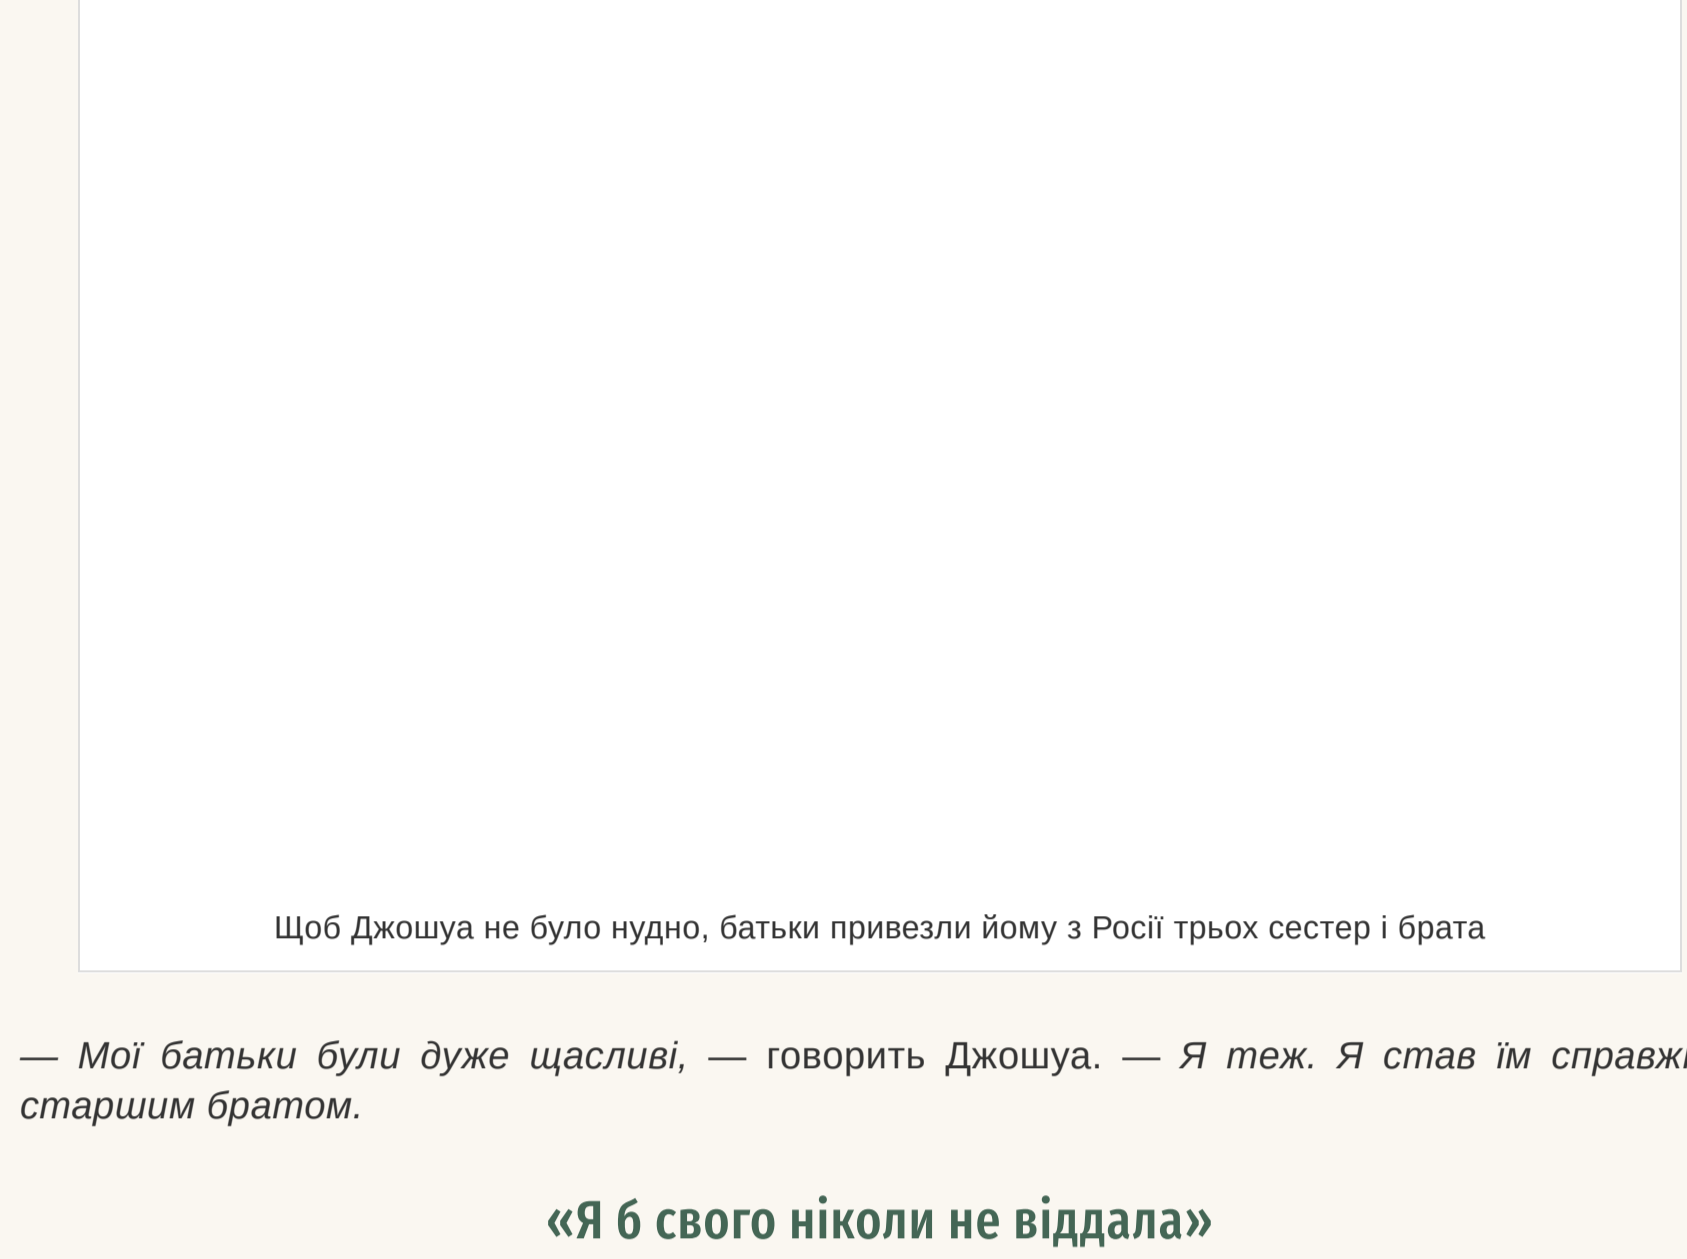 Щоб Джошуа не було нудно, батьки привезли йому з Росії трьох сестер і брата
— Мої батьки були дуже щасливі, — говорить Джошуа. — Я теж. Я став їм
старшим братом.
«Я б свого ніколи не віддала»